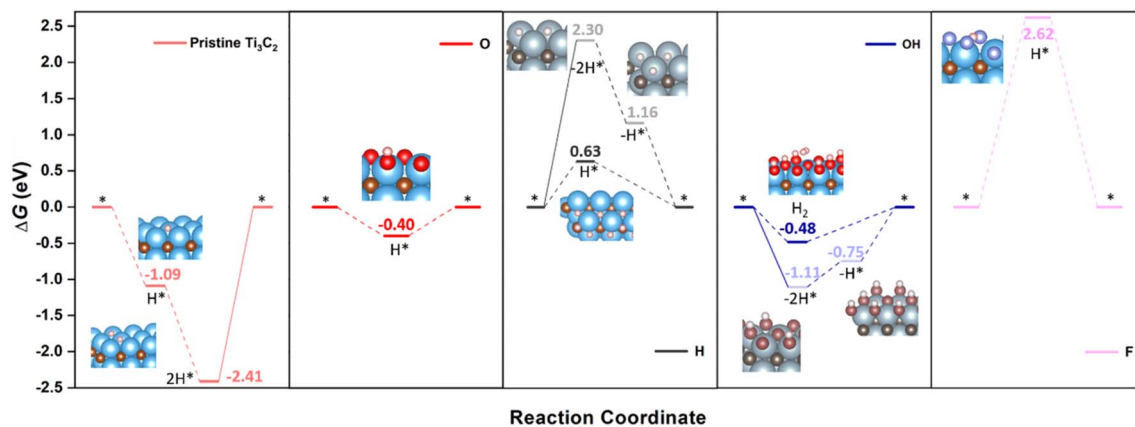 2.5
2.0
1.5
1.0
0.5
0.0
-0.5
-1.0
-1.5
-2.0
-2.5
ΔG (eV)
Pristine Ti₃C₂
*
-1.09
H*
2H*
-2.41
*
O
*
-0.40
H*
*
2.30
-2H*
1.16
-H*
0.63
H*
*
*
H
OH
*
H₂
-0.48
*
-0.75
-H*
-1.11
-2H*
2.62
H*
*
*
F
Reaction Coordinate